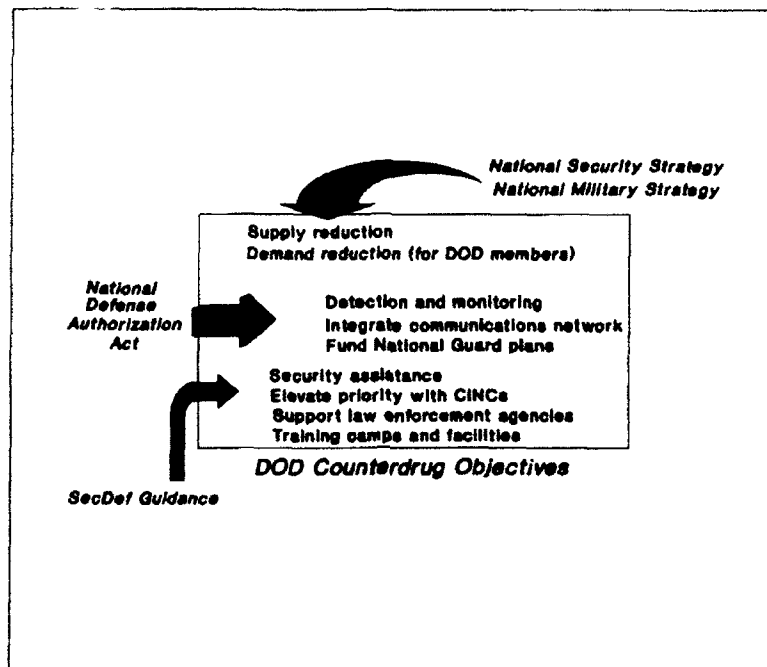 National Security Strategy
National Military Strategy
Supply reduction
Demand reduction (for DOD members)
National
Defense
Authorization
Act
Detection and monitoring
Integrate communications network
Fund National Guard plans
Security assistance
Elevate priority with CINCs
Support law enforcement agencies
Training camps and facilities
DOD Counterdrug Objectives
SecDef Guidance